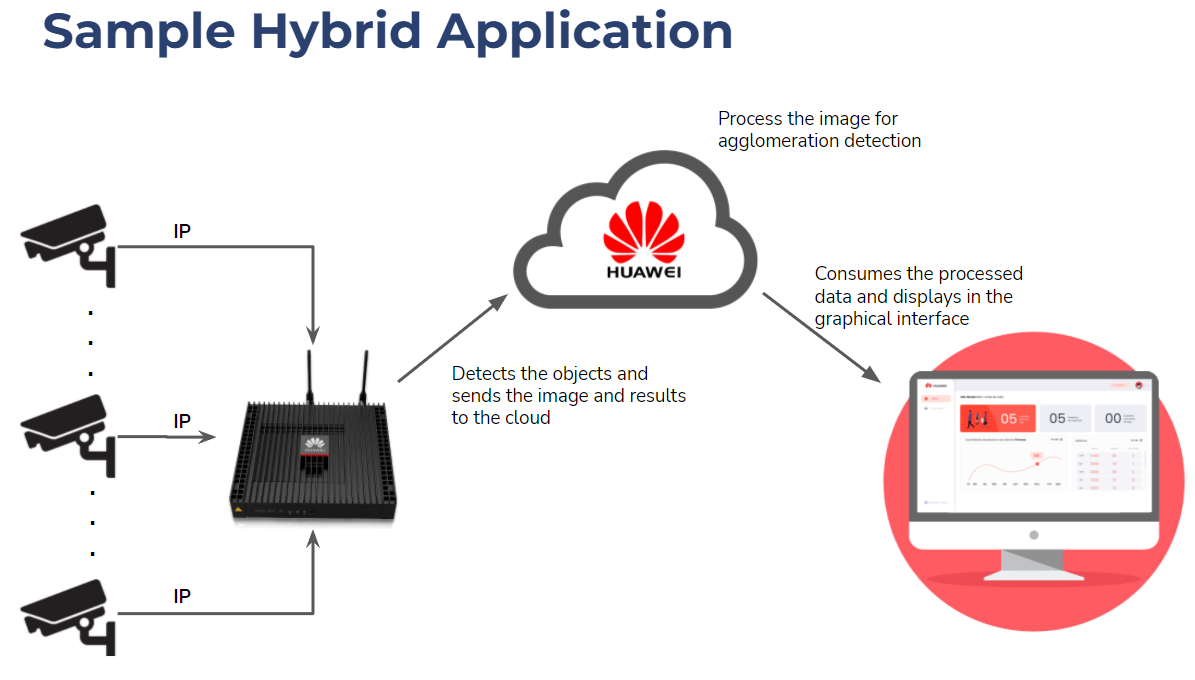 Sample Hybrid Application
Process the image for
agglomeration detection
IP
HUAWEI
Consumes the processed
data and displays in the
graphical interface
Detects the objects and
sends the image and results
to the cloud
IP
HUAWEI
HUAWEI
05
05
00
IP